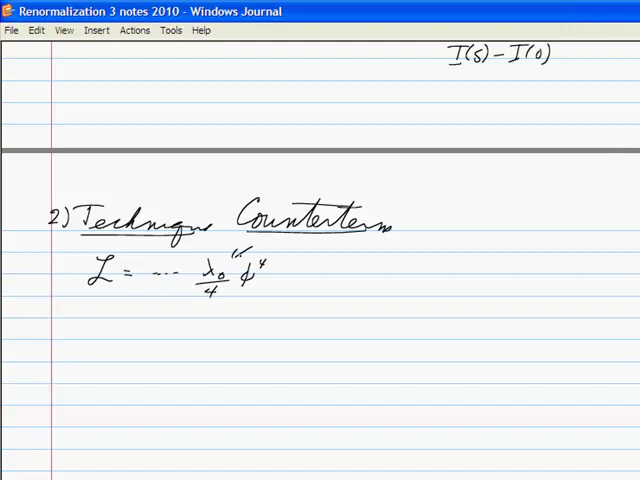 Renormalization 3 notes 2010 - Windows Journal
File Edit View Insert Actions Tools Help
I(s) – I(0)
2) Technique Counterterm
ℒ = ... λ₀/4 φ⁴